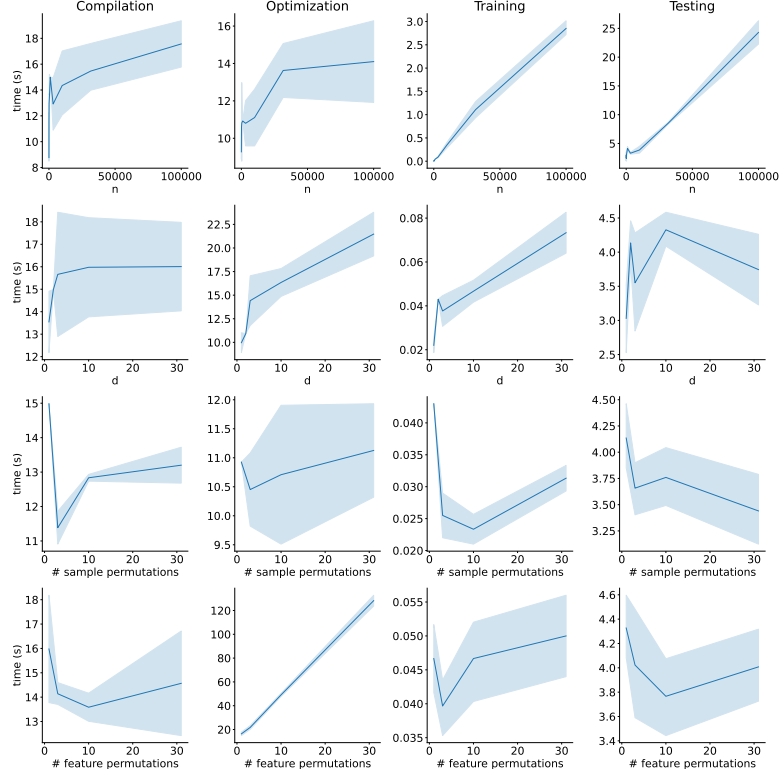 Compilation Optimization Training Testing
time (s)
18
16
14
12
10
8
0 50000 100000
n
16
14
12
10
0 50000 100000
n
3.0
2.5
2.0
1.5
1.0
0.5
0.0
0 50000 100000
n
25
20
15
10
5
0 50000 100000
n
time (s)
18
17
16
15
14
13
12
0 10 20 30
d
22.5
20.0
17.5
15.0
12.5
10.0
0 10 20 30
d
0.08
0.06
0.04
0.02
0 10 20 30
d
4.5
4.0
3.5
3.0
2.5
0 10 20 30
d
time (s)
15
14
13
12
11
0 10 20 30
# sample permutations
12.0
11.5
11.0
10.5
10.0
9.5
0 10 20 30
# sample permutations
0.040
0.035
0.030
0.025
0.020
0 10 20 30
# sample permutations
4.50
4.25
4.00
3.75
3.50
3.25
0 10 20 30
# sample permutations
time (s)
18
17
16
15
14
13
0 10 20 30
# feature permutations
120
100
80
60
40
20
0 10 20 30
# feature permutations
0.055
0.050
0.045
0.040
0.035
0 10 20 30
# feature permutations
4.6
4.4
4.2
4.0
3.8
3.6
3.4
0 10 20 30
# feature permutations